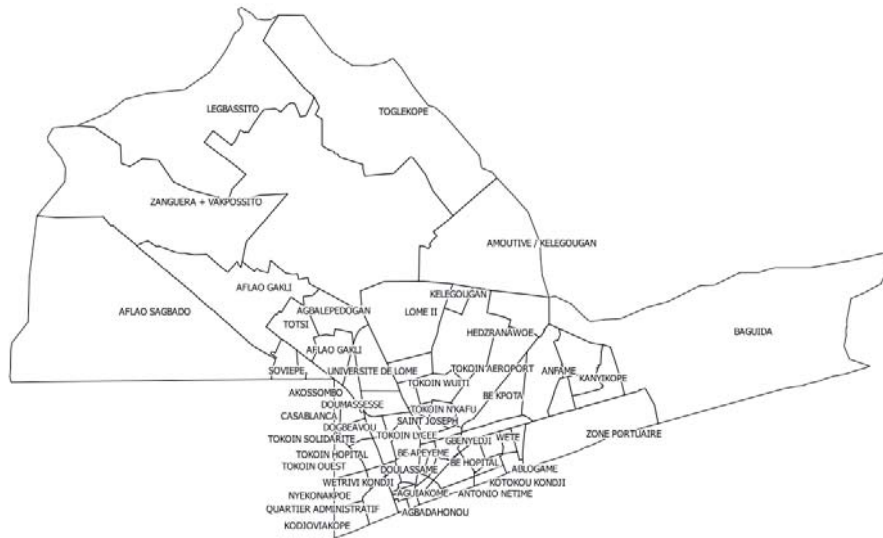 LEGBASSITO
TOGLEKOPE
ZANGUERA + VAKPOSSITO
AMOUTIVE / KELEGOUGAN
AFLAO GAKLI
KELEGOUGAN
AFLAO SAGBADO
AGBALEPEDOGAN
LOME II
TOTSI
HEDZRANAWOE
BAGUIDA
AFLAO GAKLI
SOVIEPE
UNIVERSITE DE LOME
TOKOIN AEROPORT
ANFAME
KANYIKOPE
TOKOIN WUITI
AKOSSOMBO
BE KPOTA
DOUMASSESSE
TOKOIN N'KAFU
CASABLANCA
SAINT JOSEPH
DOGBEAVOU
TOKOIN LYCEE
ZONE PORTUAIRE
TOKOIN SOLIDARITE
GBENYEDJI
WETE
TOKOIN HOPITAL
BE-APEYEME
BE HOPITAL
TOKOIN OUEST
DOULASSAME
ABLOGAME
WETRIVI KONDJI
KOTOKOU KONDJI
NYEKONAKPOE
AGUIAKOME
ANTONIO NETIME
QUARTIER ADMINISTRATIF
AGBADAHONOU
KODJOVIAKOPE